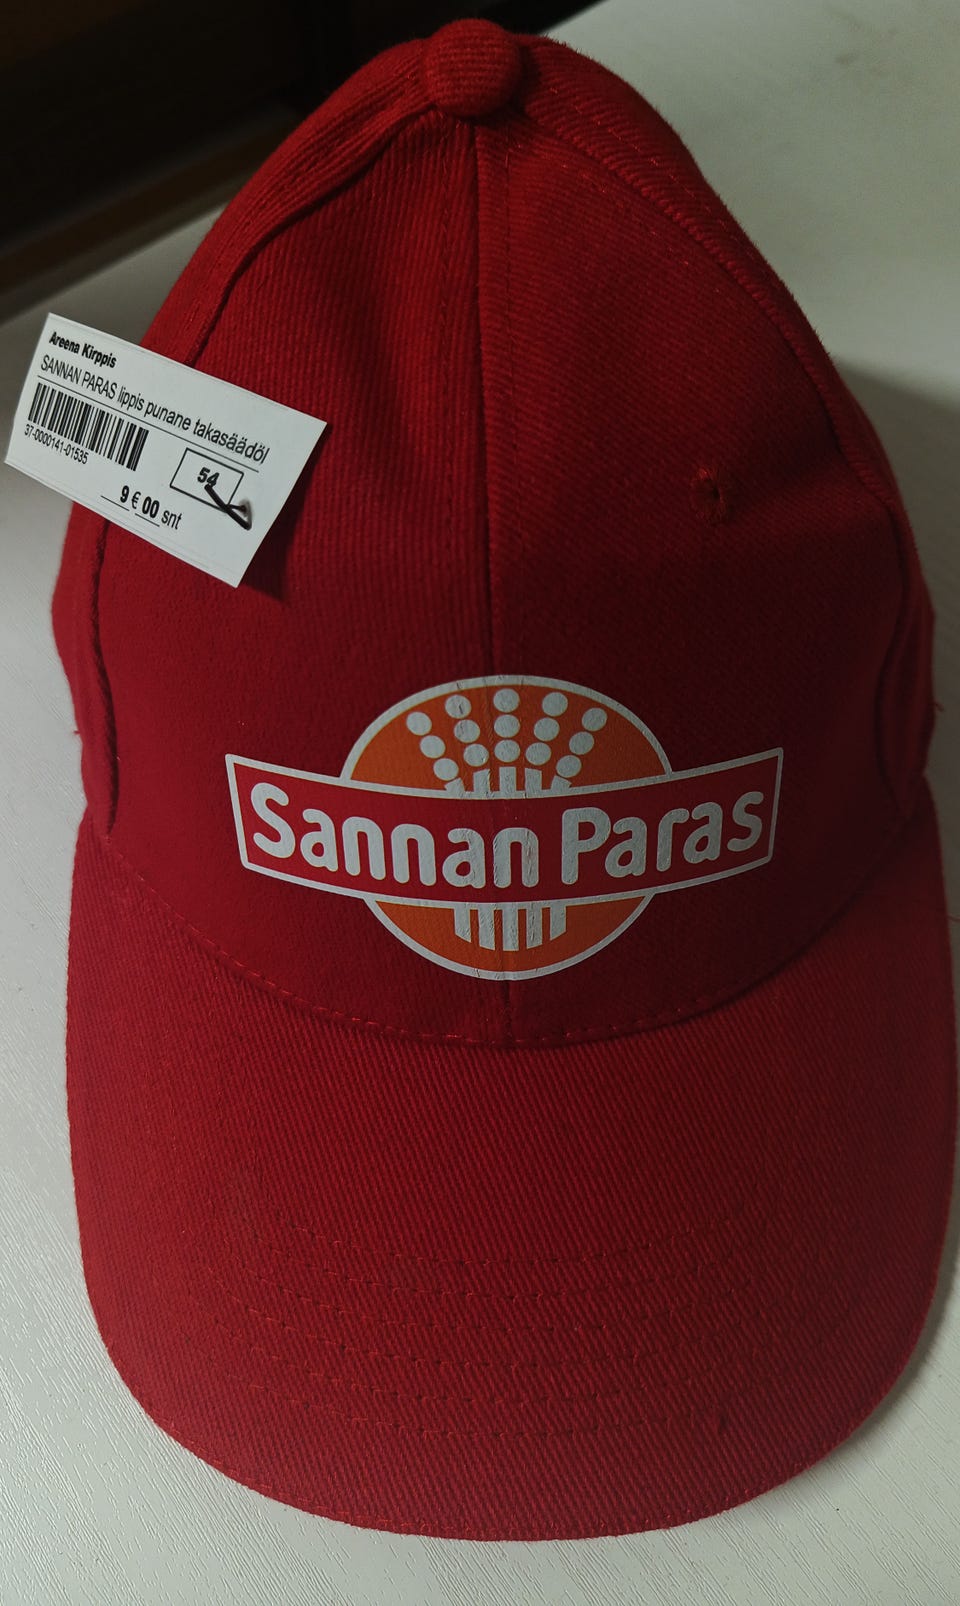 Areena Kirppis
SANNAN PARAS lippis punane takasäädöl
37-0000141-01535
54
9 € 00 snt
Sannan Paras